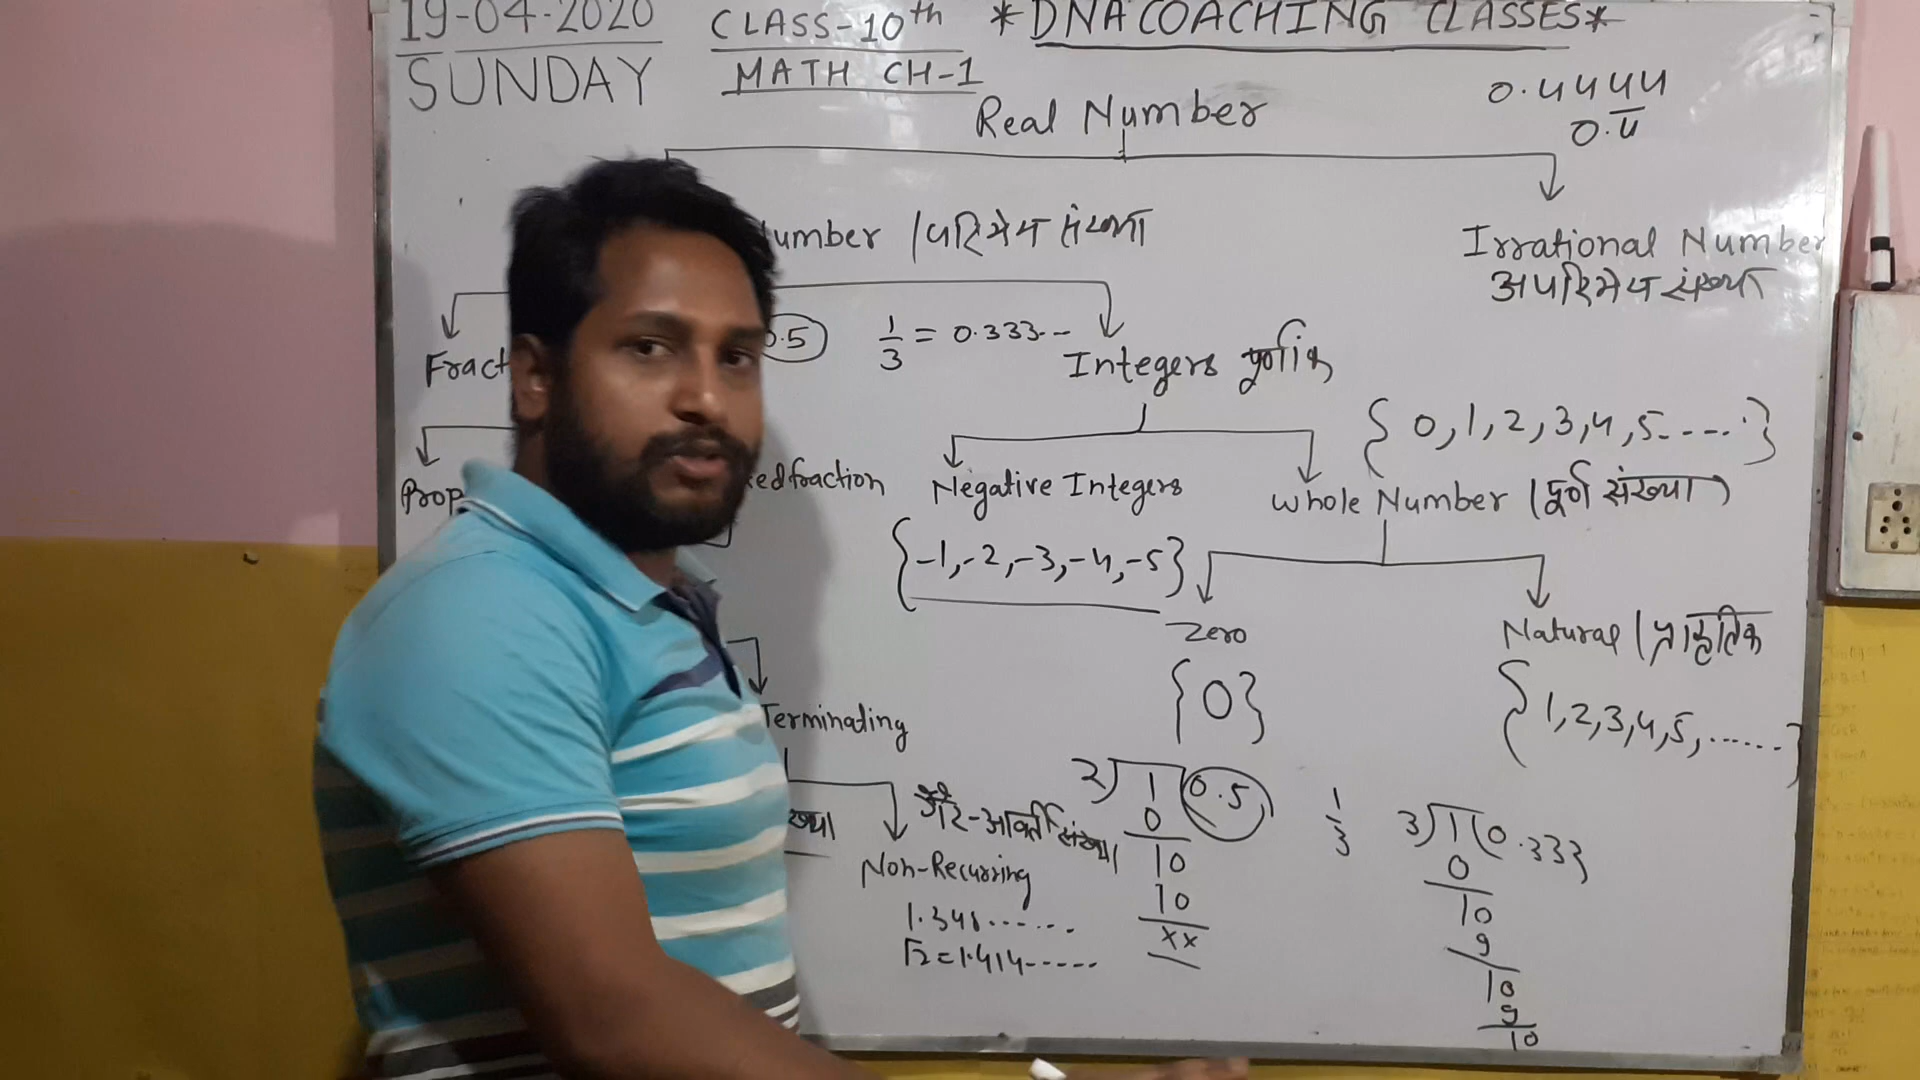 19-04-2020 CLASS-10th *DNA COACHING CLASSES*
SUNDAY MATH CH-1
0.4444
0.4̅
Real Number
umber | परिमेय संख्या
Irrational Number
अपरिमेय संख्या
Fract
0.5
1/3 = 0.333...
Integers पूर्णांक
{0,1,2,3,4,5.....}
Prop
xed fraction
Negative Integers
Whole Number (पूर्ण संख्या)
{-1,-2,-3,-4,-5}
Zero
Natural | प्राकृतिक
{0}
{1,2,3,4,5,......}
Terminating
ख्या
गैर-आवर्ती संख्या
Non-Recurring
1.348......
√2=1.414.....
2)1(0.5
0
10
10
xx
1/3
3)1(0.333
0
10
9
10
9
10